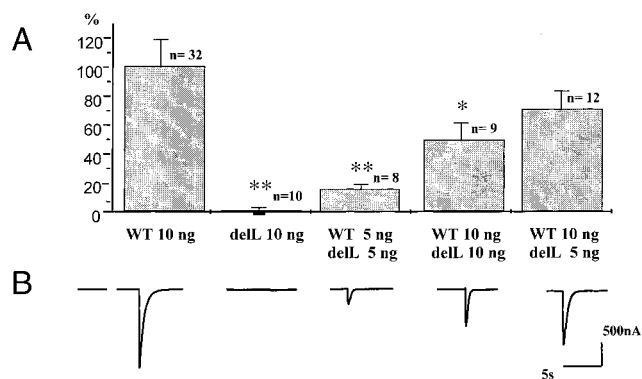 A
%
120
100
80
60
40
20
0
n= 32
**
n=10
**
n= 8
*
n= 9
n= 12
WT 10 ng
delL 10 ng
WT 5 ng
delL 5 ng
WT 10 ng
delL 10 ng
WT 10 ng
delL 5 ng
B
500nA
5s